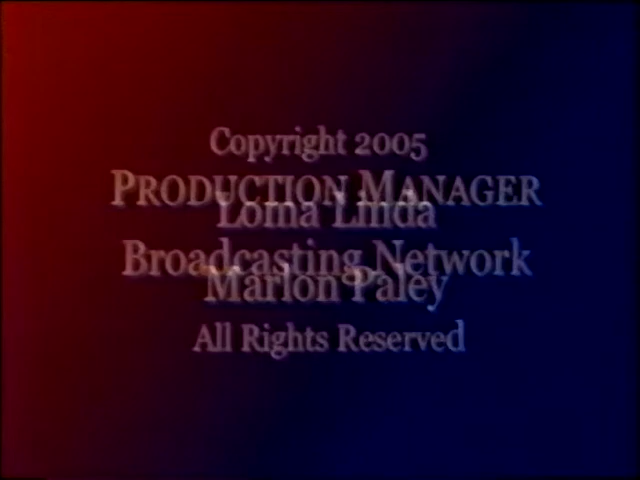 Copyright 2005
PRODUCTION MANAGER
Loma Linda
Broadcasting Network
Marlon Paley
All Rights Reserved